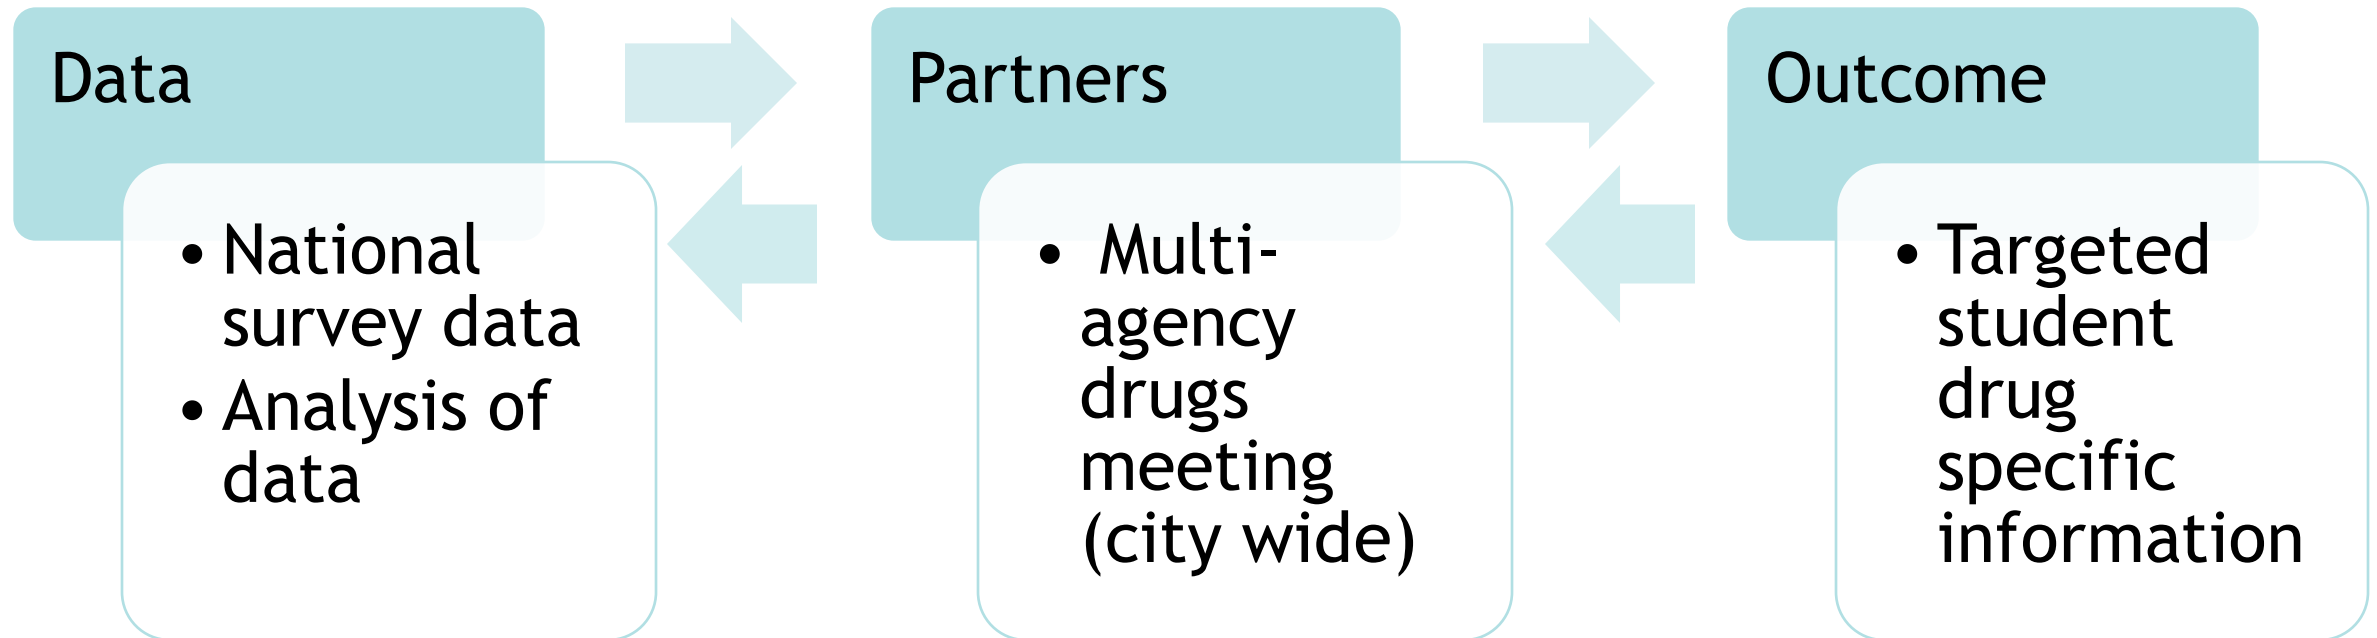 Data
• National
survey data
• Analysis of
data
Partners
• Multi-
agency
drugs
meeting
(city wide)
Outcome
• Targeted
student
drug
specific
information